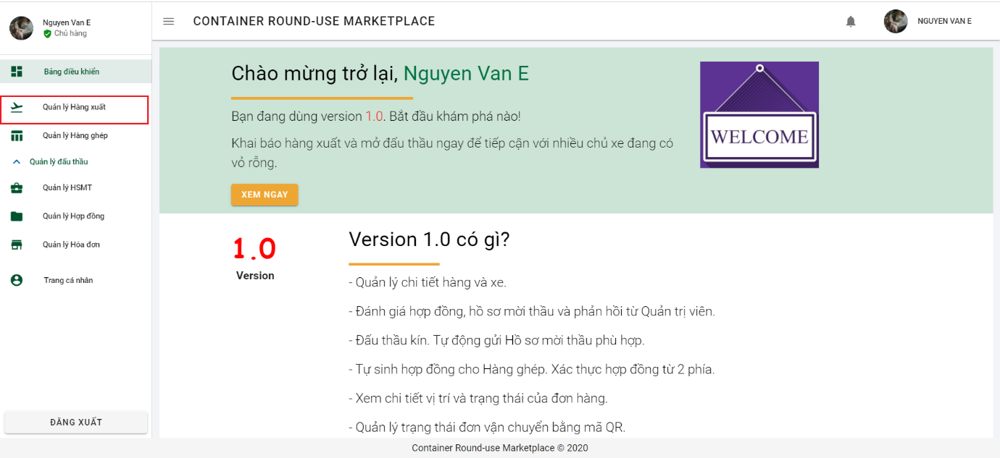 Nguyen Van E
Chủ hàng
CONTAINER ROUND-USE MARKETPLACE
NGUYEN VAN E
Bảng điều khiển
Quản lý Hàng xuất
Quản lý Hàng ghép
Quản lý đấu thầu
Quản lý HSMT
Quản lý Hợp đồng
Quản lý Hóa đơn
Trang cá nhân
ĐĂNG XUẤT
Chào mừng trở lại, Nguyen Van E
Bạn đang dùng version 1.0. Bắt đầu khám phá nào!
Khai báo hàng xuất và mở đấu thầu ngay để tiếp cận với nhiều chủ xe đang có
vỏ rỗng.
XEM NGAY
WELCOME
1.0
Version
Version 1.0 có gì?
- Quản lý chi tiết hàng và xe.
- Đánh giá hợp đồng, hồ sơ mời thầu và phản hồi từ Quản trị viên.
- Đấu thầu kín. Tự động gửi Hồ sơ mời thầu phù hợp.
- Tự sinh hợp đồng cho Hàng ghép. Xác thực hợp đồng từ 2 phía.
- Xem chi tiết vị trí và trạng thái của đơn hàng.
- Quản lý trạng thái đơn vận chuyển bằng mã QR.
Container Round-use Marketplace © 2020